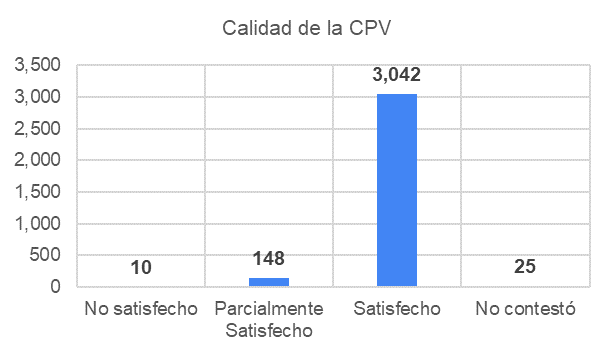 Calidad de la CPV
3,500
3,000
2,500
2,000
1,500
1,000
500
0
10
148
3,042
25
No satisfecho
Parcialmente
Satisfecho
Satisfecho
No contestó